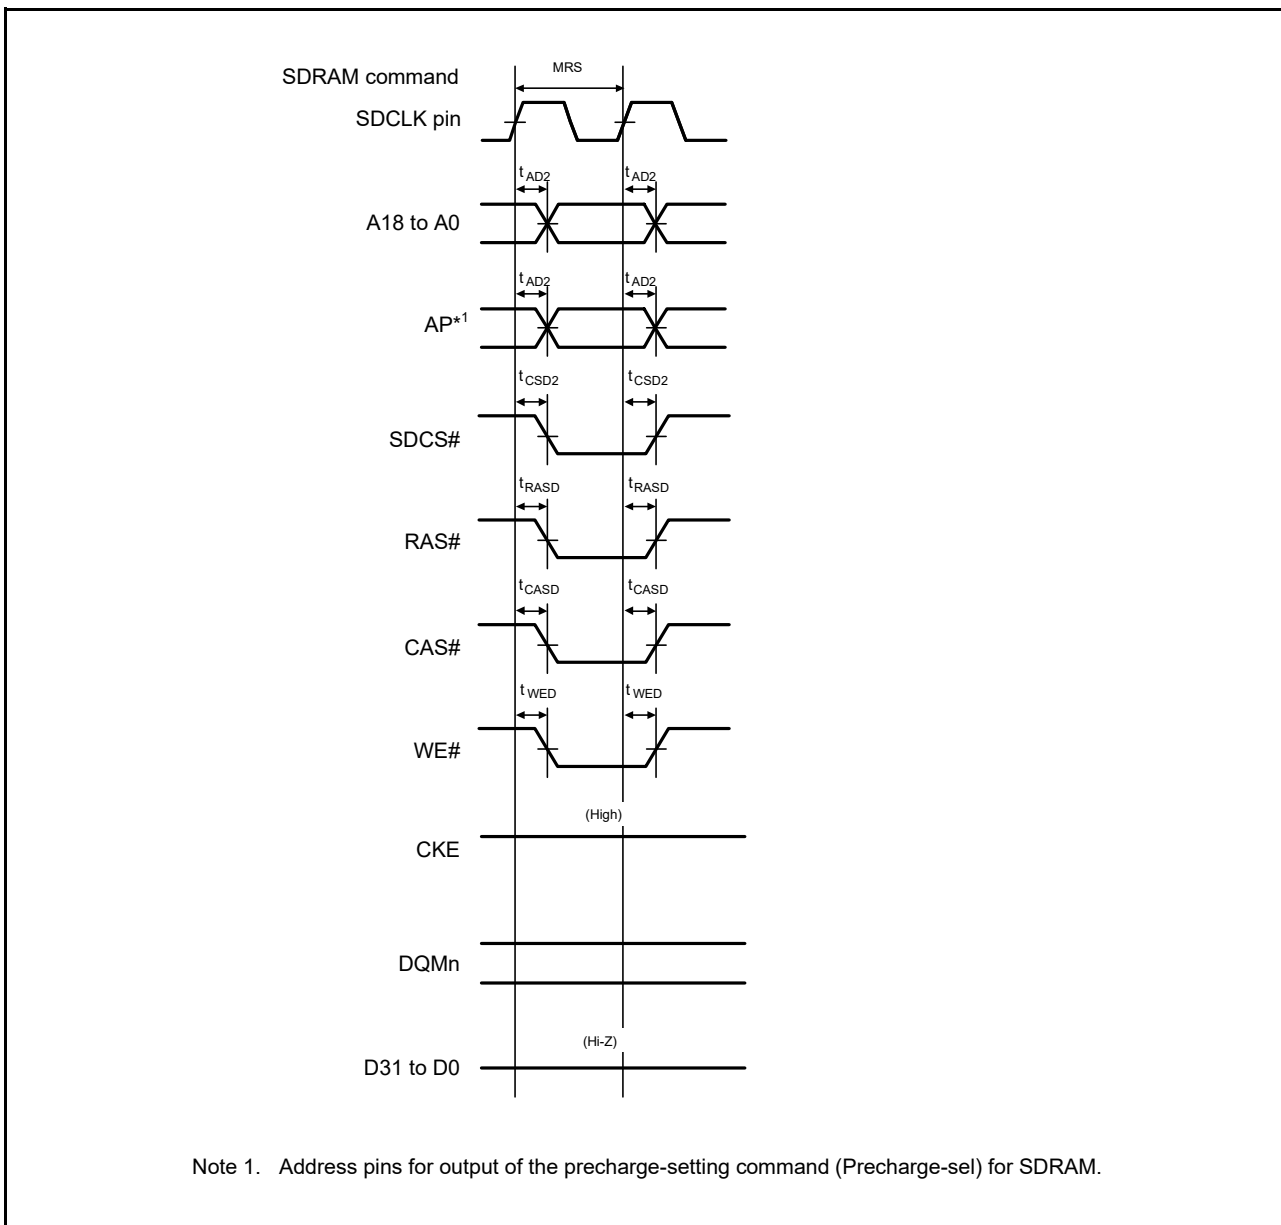 SDRAM command
MRS
SDCLK pin
tAD2 tAD2
A18 to A0
tAD2 tAD2
AP*1
tCSD2 tCSD2
SDCS#
tRASD tRASD
RAS#
tCASD tCASD
CAS#
tWED tWED
WE#
(High)
CKE
DQMn
(Hi-Z)
D31 to D0
Note 1. Address pins for output of the precharge-setting command (Precharge-sel) for SDRAM.